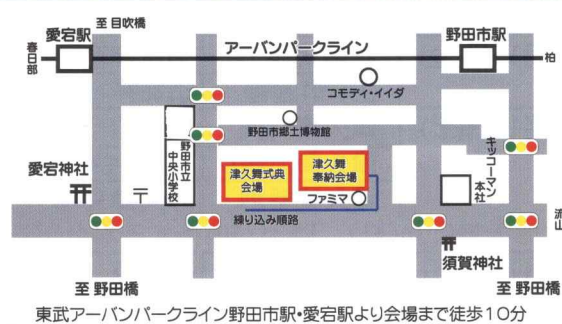 至 目吹橋
愛宕駅
野田市駅
アーバンパークライン
春日部
柏
コモディ・イイダ
野田市郷土博物館
野田市立
中央小学校
キッコーマン
本社
愛宕神社
〒
津久舞式典
会場
津久舞
奉納会場
ファミマ
練り込み順路
流山
須賀神社
至 野田橋
至 野田橋
東武アーバンパークライン野田市駅・愛宕駅より会場まで徒歩10分